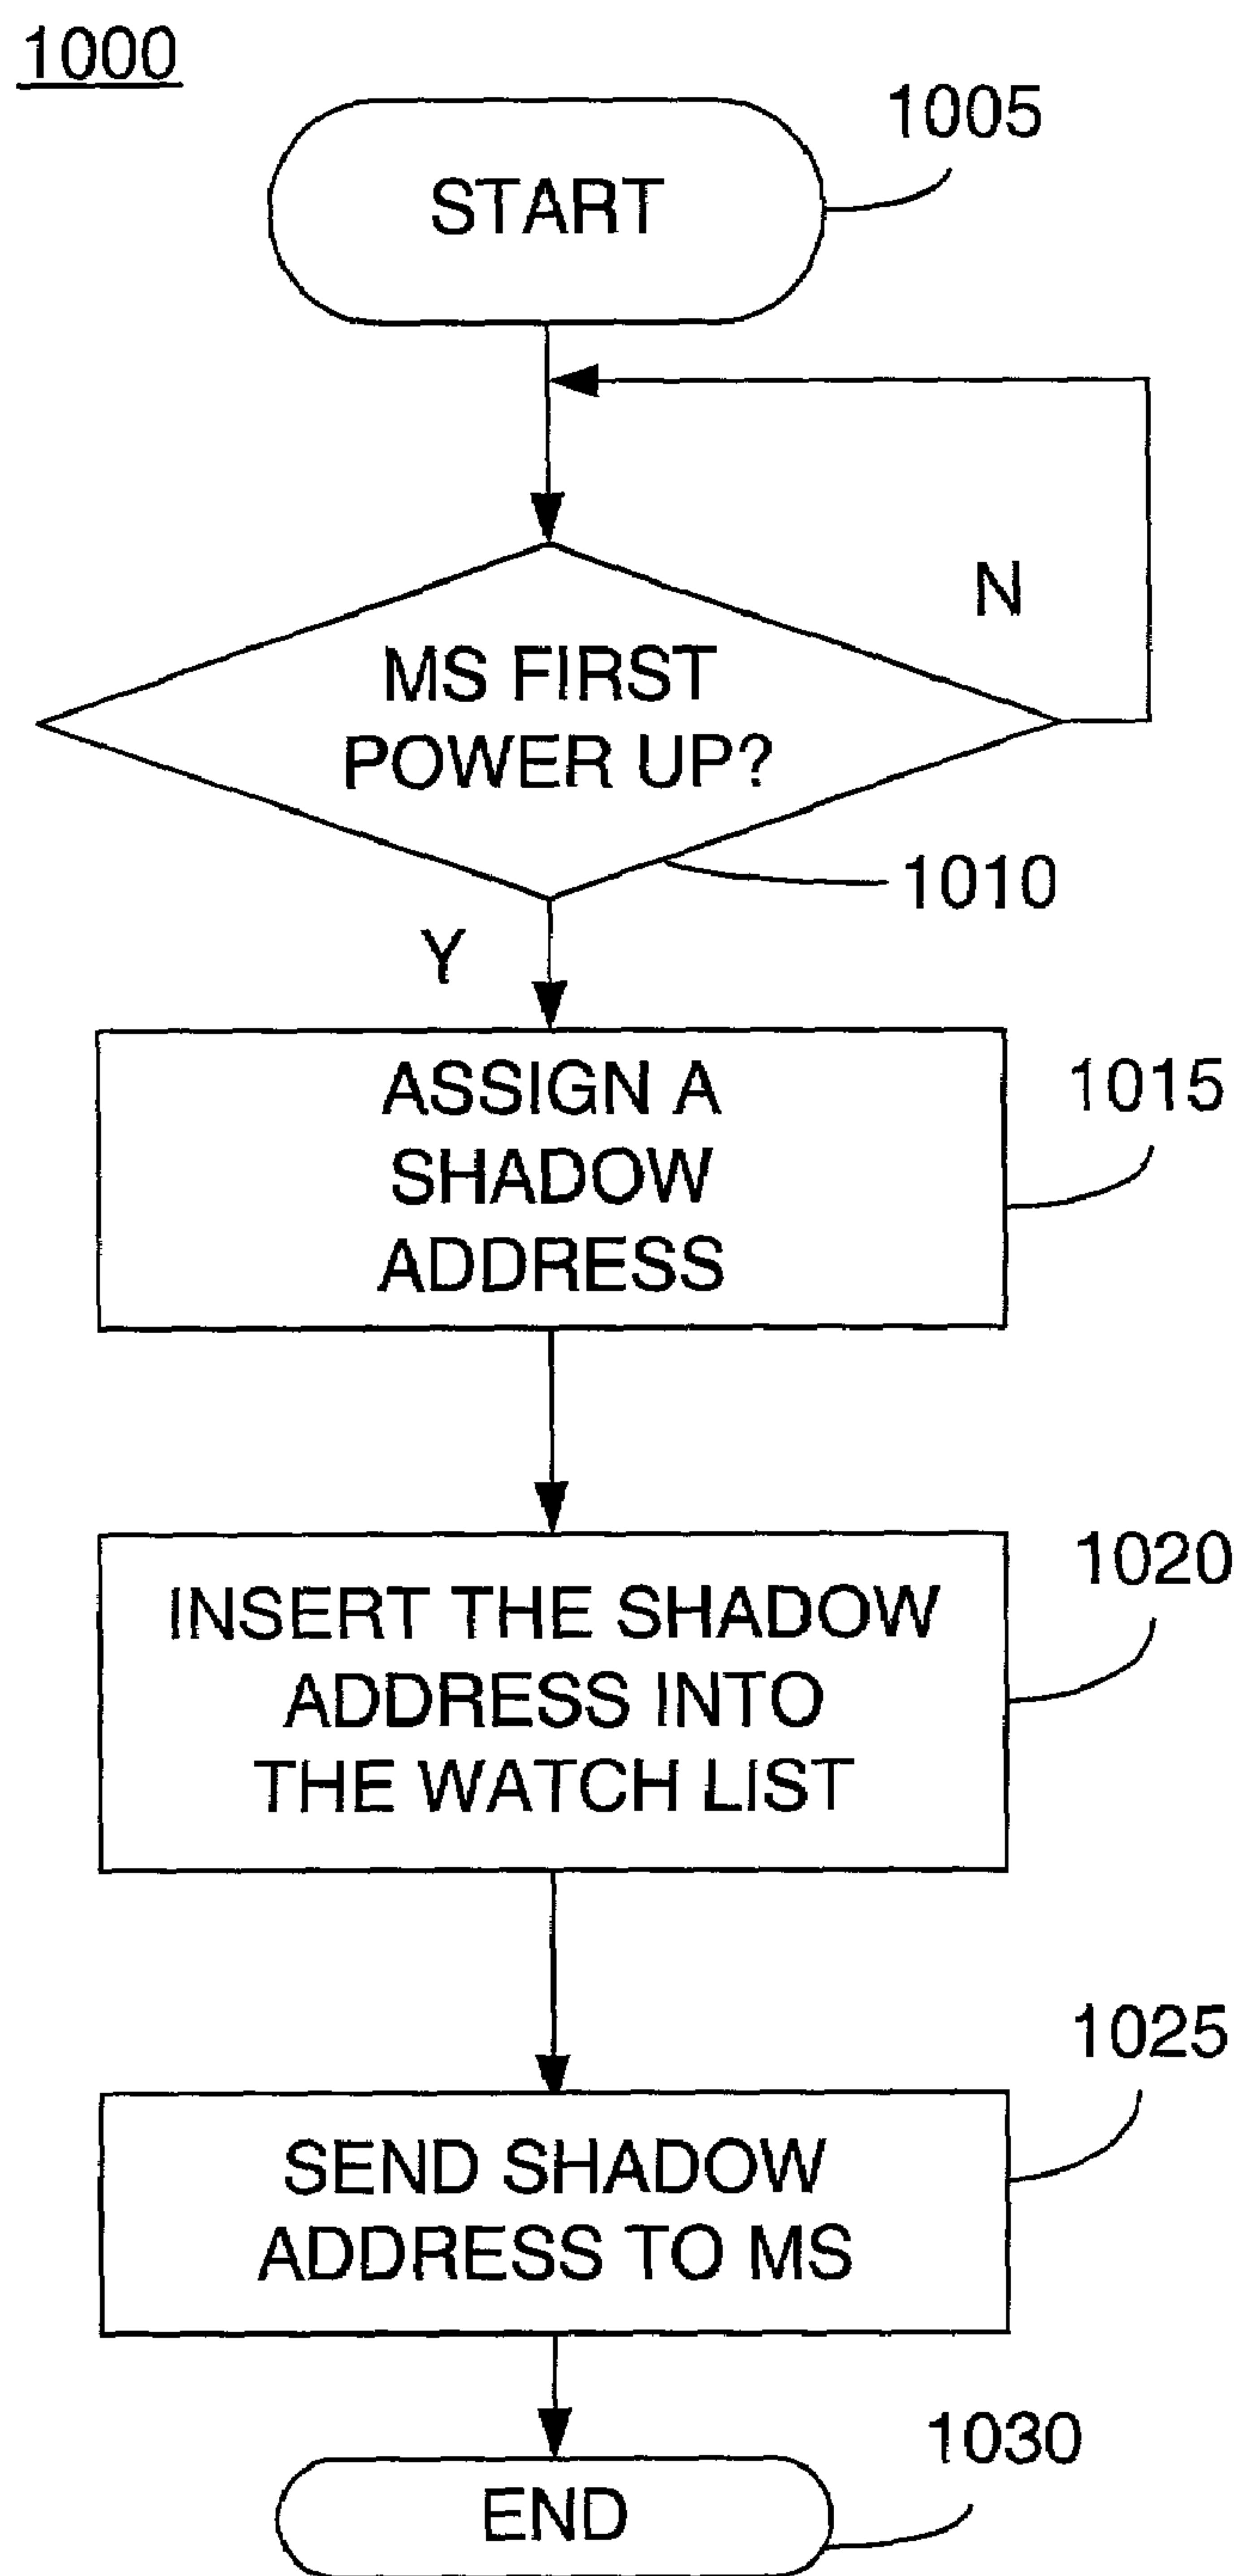 1000
1005
START
N
MS FIRST
POWER UP?
1010
Y
ASSIGN A
SHADOW
ADDRESS
1015
1020
INSERT THE SHADOW
ADDRESS INTO
THE WATCH LIST
1025
SEND SHADOW
ADDRESS TO MS
1030
END